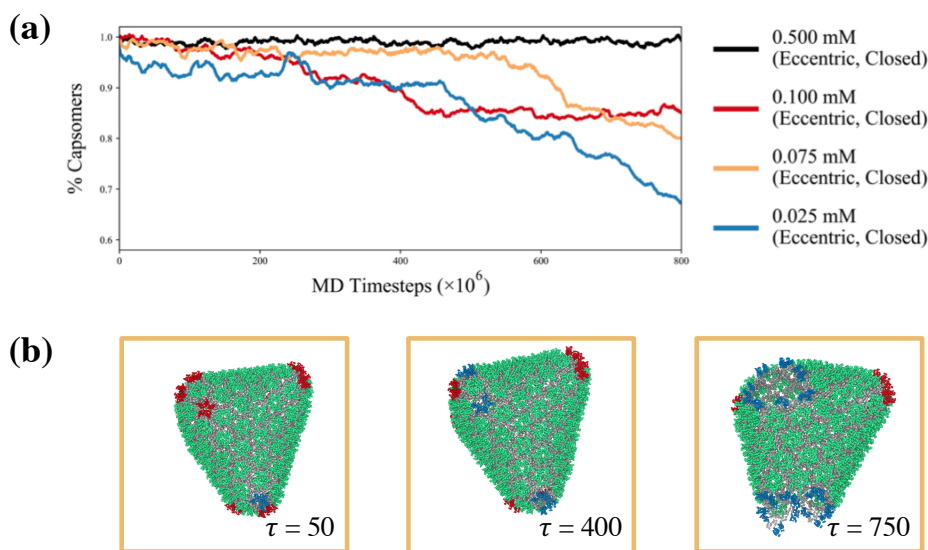 (a)
% Capsomers
1.0
0.9
0.8
0.7
0.6
0
200
400
600
800
MD Timesteps (×10⁶)
0.500 mM
(Eccentric, Closed)
0.100 mM
(Eccentric, Closed)
0.075 mM
(Eccentric, Closed)
0.025 mM
(Eccentric, Closed)
(b)
τ = 50
τ = 400
τ = 750